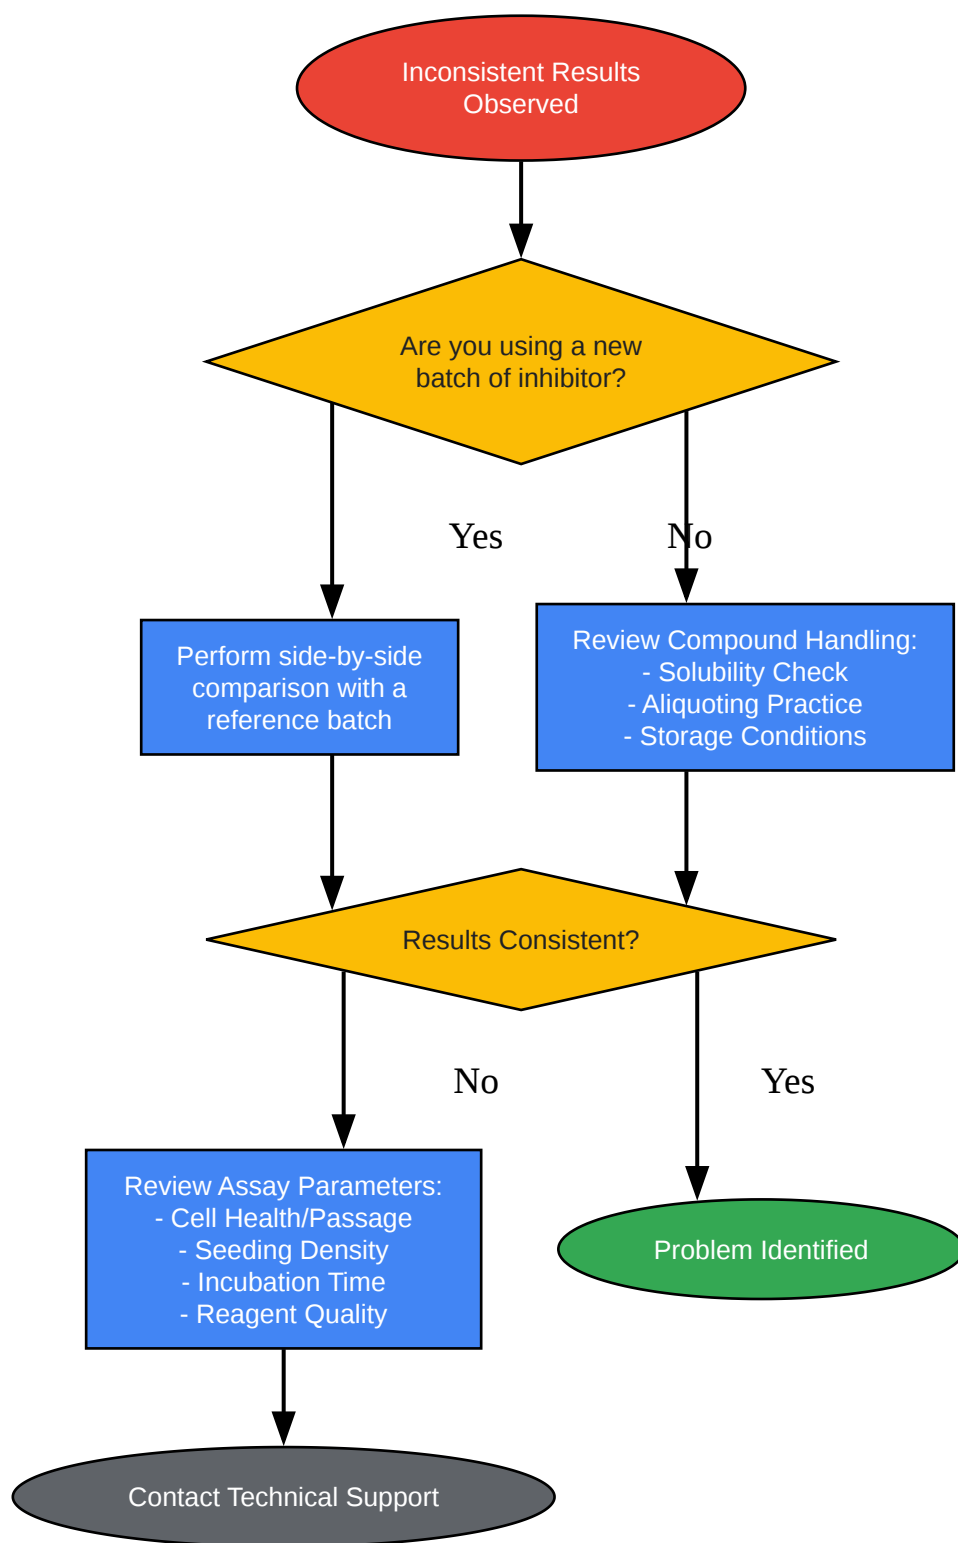 Inconsistent Results
Observed
Are you using a new
batch of inhibitor?
Yes
No
Perform side-by-side
comparison with a
reference batch
Review Compound Handling:
- Solubility Check
- Aliquoting Practice
- Storage Conditions
Results Consistent?
No
Yes
Review Assay Parameters:
- Cell Health/Passage
- Seeding Density
- Incubation Time
- Reagent Quality
Problem Identified
Contact Technical Support